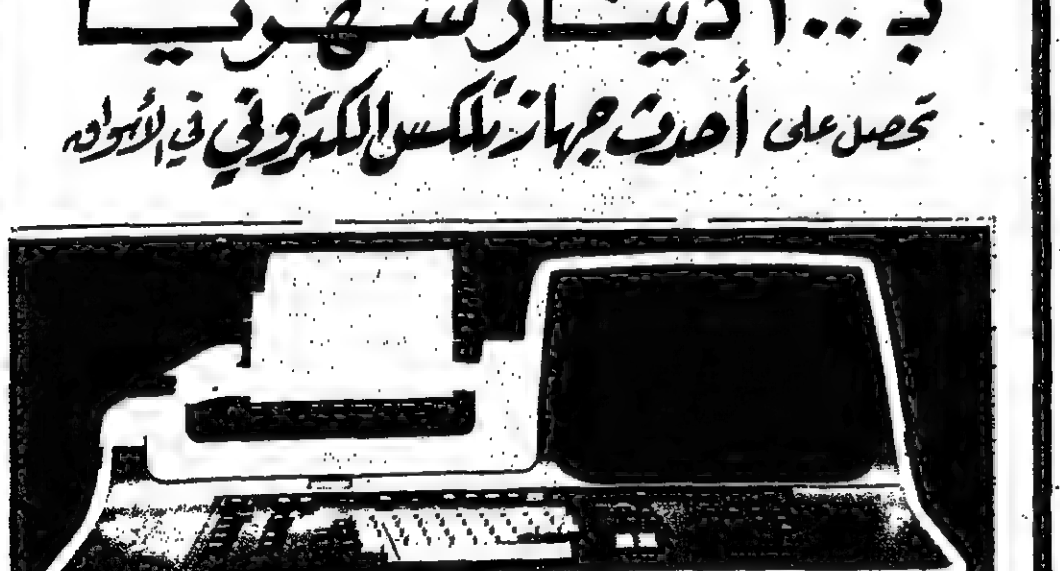 بـ ١٠٠ دينار شهرياً
تحصل على أحدث جهاز تلكس الكتروني في الأسواق